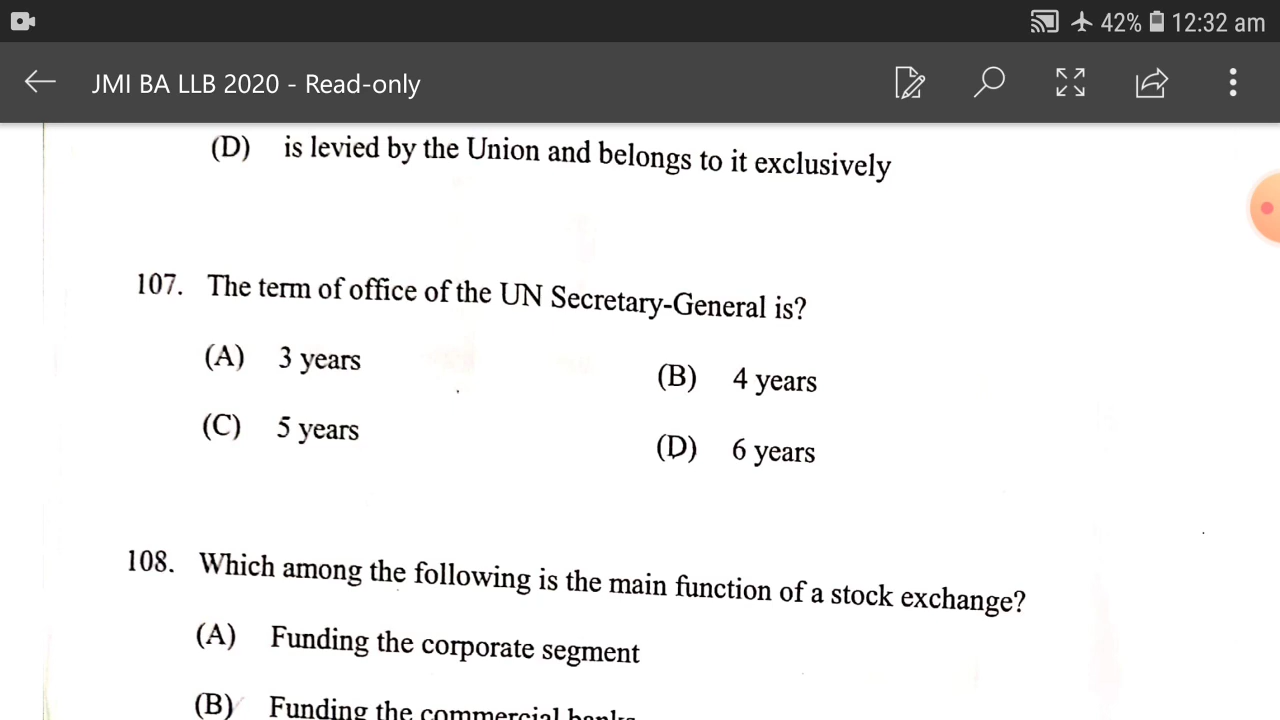 42% 12:32 am
JMI BA LLB 2020 - Read-only
(D) is levied by the Union and belongs to it exclusively
107. The term of office of the UN Secretary-General is?
(A) 3 years
(B) 4 years
(C) 5 years
(D) 6 years
108. Which among the following is the main function of a stock exchange?
(A) Funding the corporate segment
(B) Funding the commercial banks